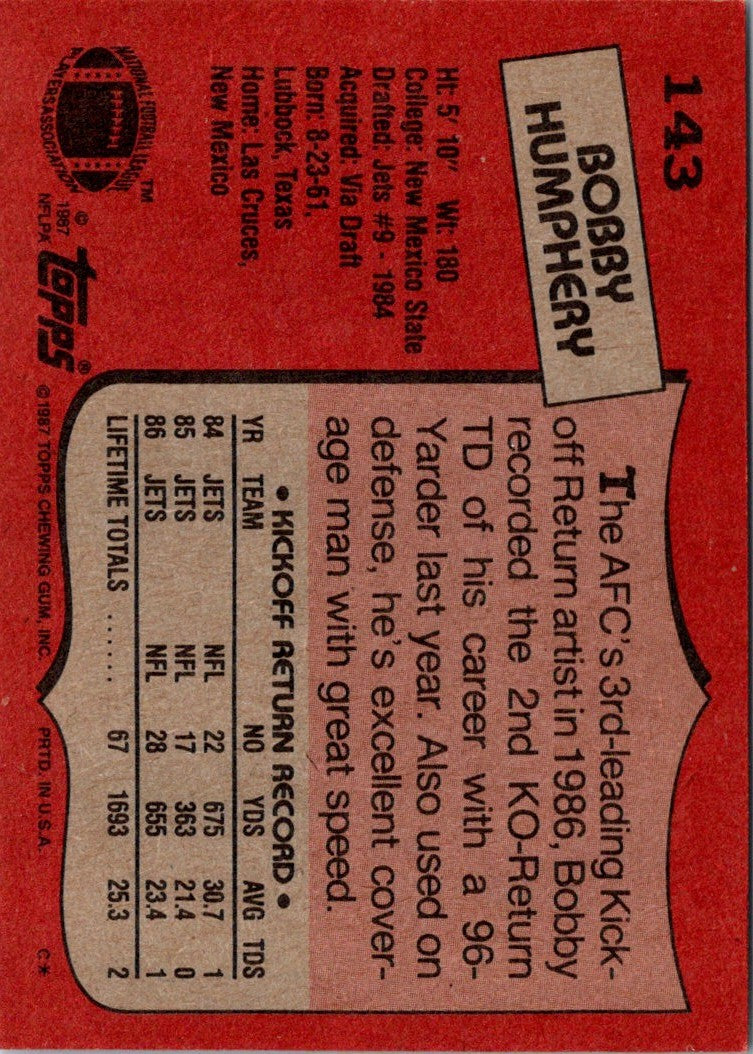 143
BOBBY
HUMPHERY
Ht: 5' 10" Wt: 180
College: New Mexico State
Drafted: Jets #9 - 1984
Acquired: Via Draft
Born: 8-23-61,
Lubbock, Texas
Home: Las Cruces,
New Mexico
NATIONAL FOOTBALL LEAGUE
PLAYERS ASSOCIATION
TM
© 1987
NFLPA
topps®
The AFC's 3rd-leading Kick-
off Return artist in 1986, Bobby
recorded the 2nd KO-Return
TD of his career with a 96-
Yarder last year. Also used on
defense, he's excellent cover-
age man with great speed.
• KICKOFF RETURN RECORD •
YR TEAM NO YDS AVG TDS
84 JETS NFL 22 675 30.7 1
85 JETS NFL 17 363 21.4 0
86 JETS NFL 28 655 23.4 1
LIFETIME TOTALS ...... 67 1693 25.3 2
©1987 TOPPS CHEWING GUM, INC. PRTD. IN U.S.A. C*